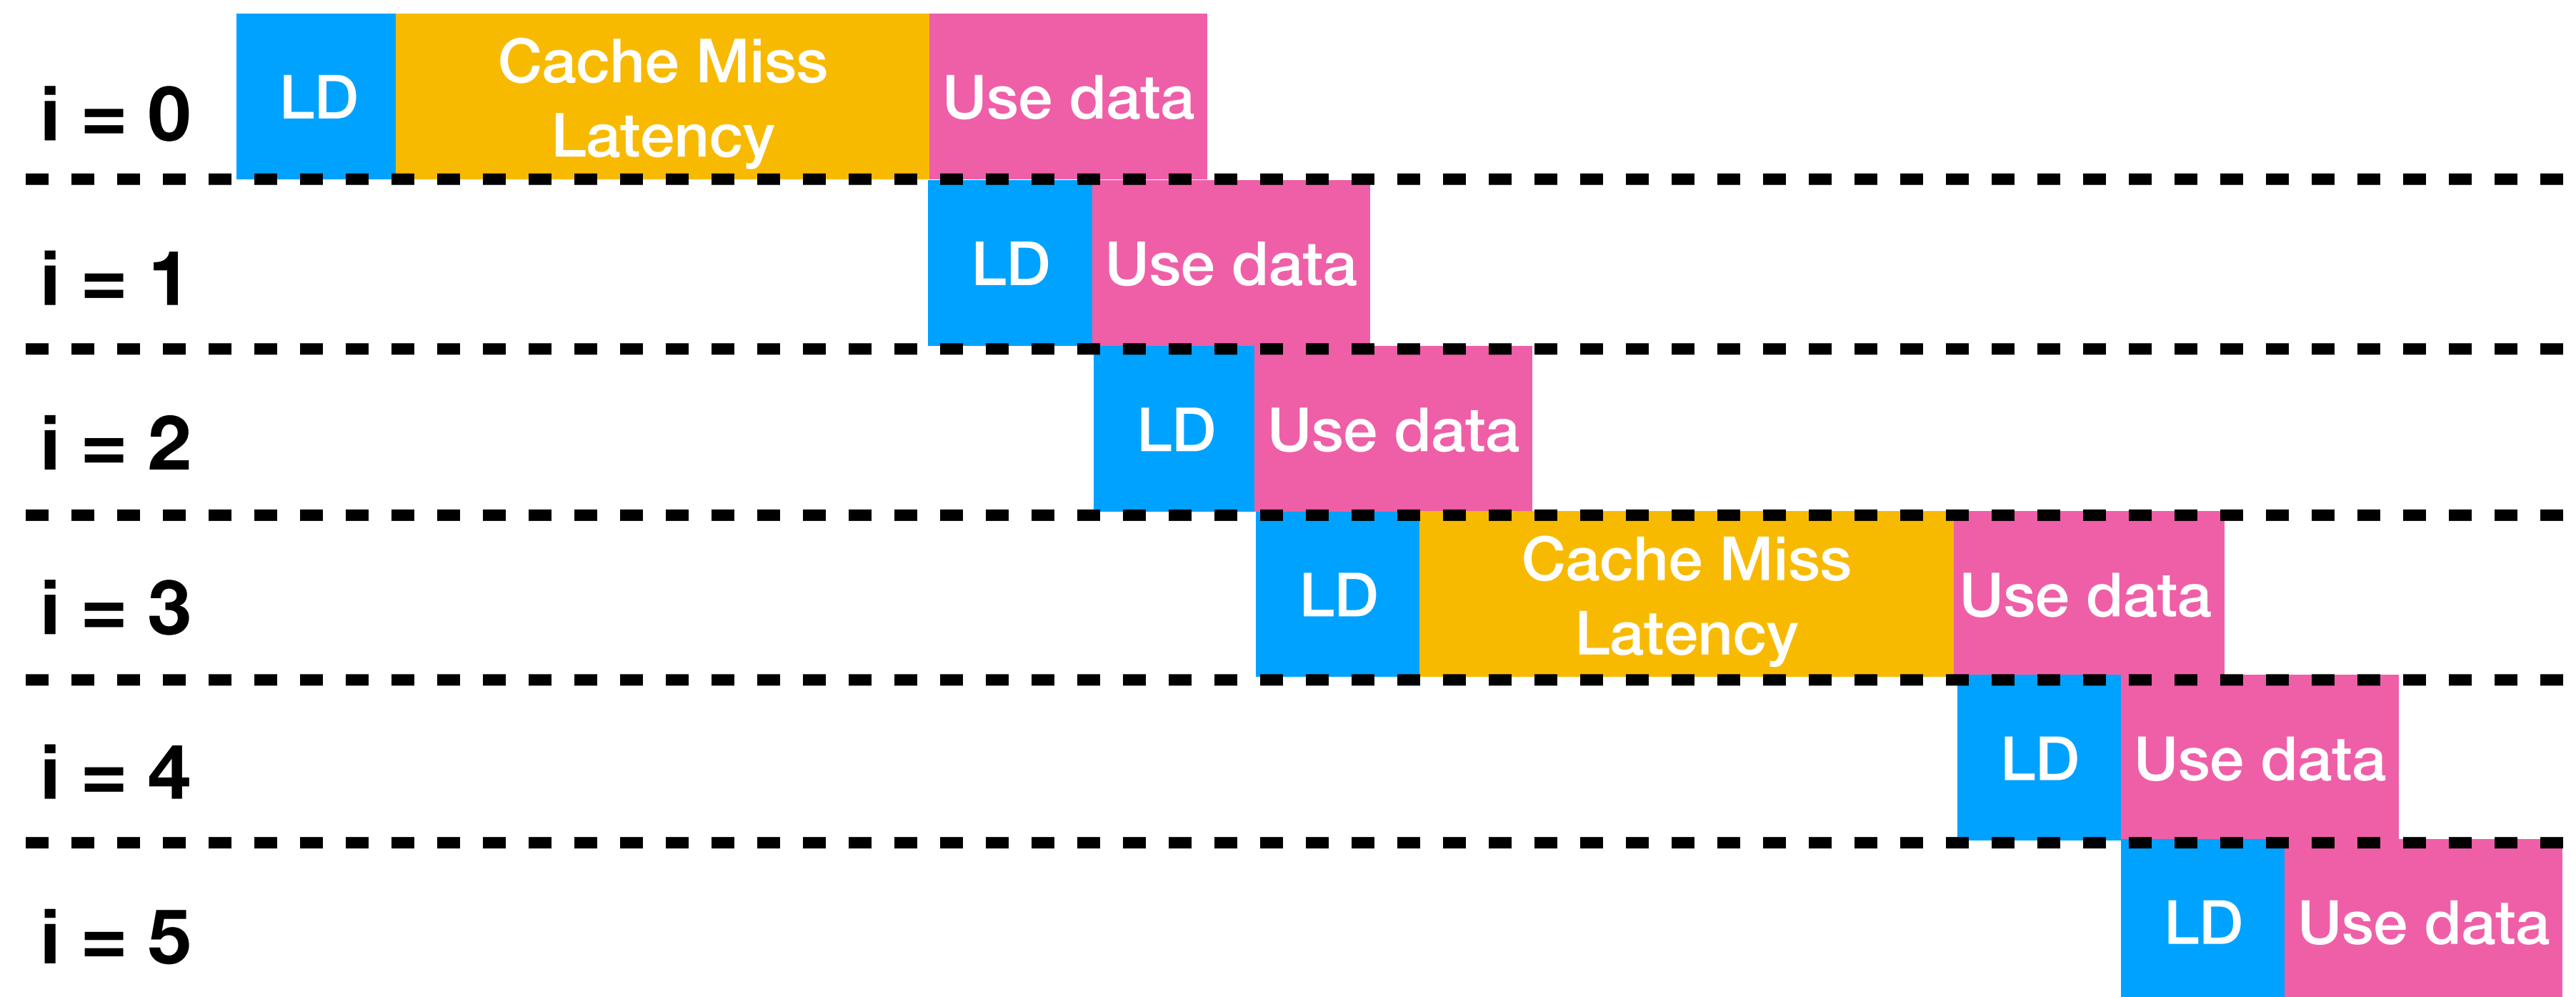 i = 0 LD Cache Miss Latency Use data
i = 1 LD Use data
i = 2 LD Use data
i = 3 LD Cache Miss Latency Use data
i = 4 LD Use data
i = 5 LD Use data